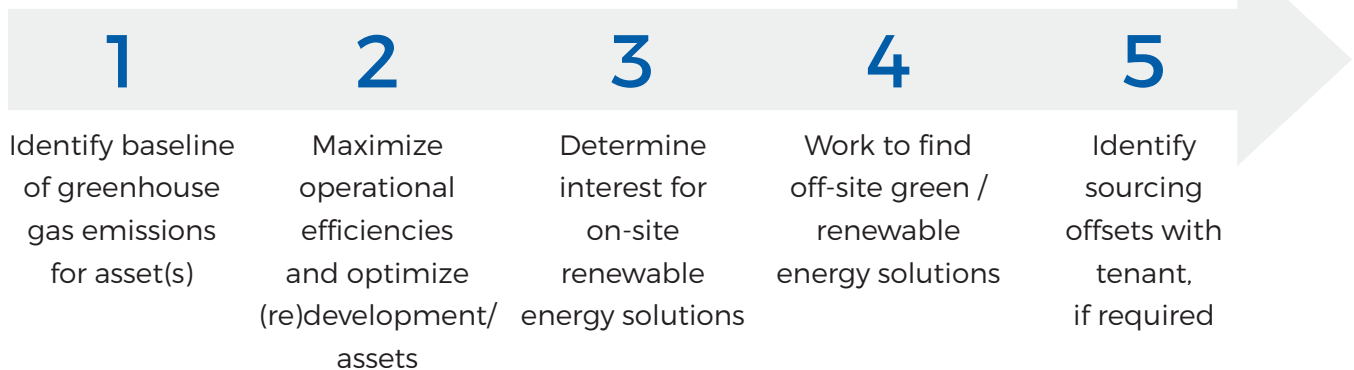 1
Identify baseline
of greenhouse
gas emissions
for asset(s)
2
Maximize
operational
efficiencies
and optimize
(re)development/
assets
3
Determine
interest for
on-site
renewable
energy solutions
4
Work to find
off-site green /
renewable
energy solutions
5
Identify
sourcing
offsets with
tenant,
if required